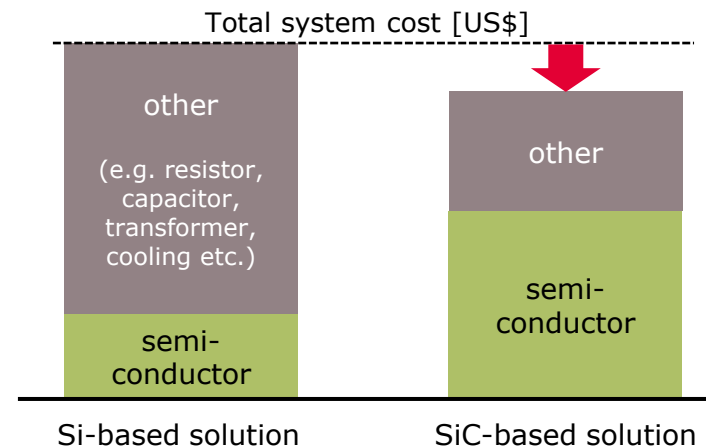 Total system cost [US$]
other
(e.g. resistor,
capacitor,
transformer,
cooling etc.)
semi-
conductor
Si-based solution
other
semi-
conductor
SiC-based solution